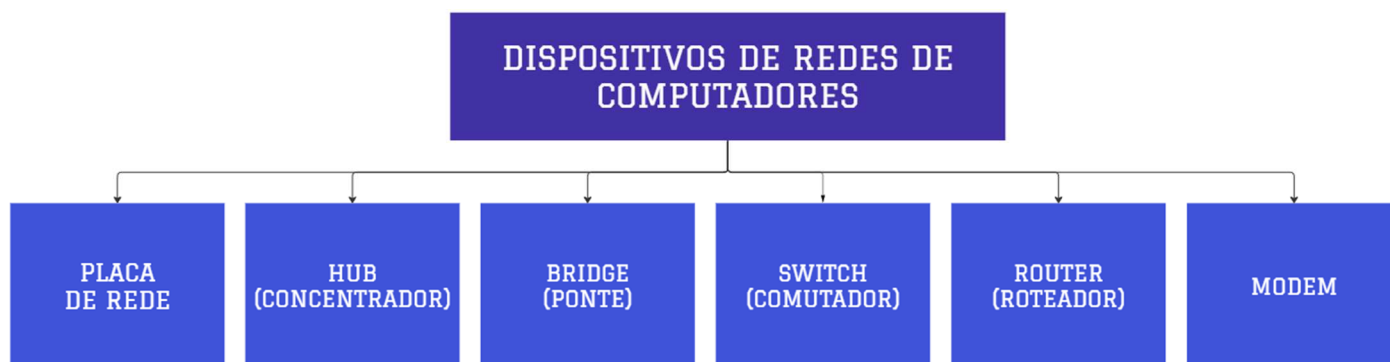 DISPOSITIVOS DE REDES DE
COMPUTADORES
PLACA
DE REDE
HUB
(CONCENTRADOR)
BRIDGE
(PONTE)
SWITCH
(COMUTADOR)
ROUTER
(ROTEADOR)
MODEM